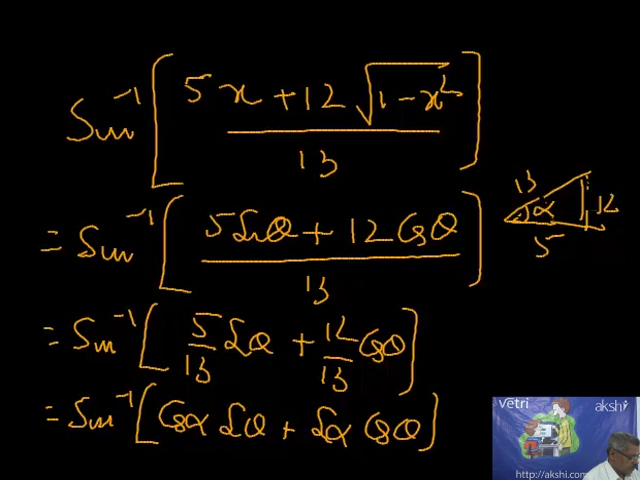 Sin⁻¹ [ (5x + 12 √(1 − x²)) / 13 ]
= Sin⁻¹ [ (5 Sinθ + 12 Cosθ) / 13 ]
13 α 12 5
= Sin⁻¹ [ 5/13 Sinθ + 12/13 Cosθ ]
= Sin⁻¹ [ Cosα Sinθ + Sinα Cosθ ]
Vetri akshi
http://akshi.com